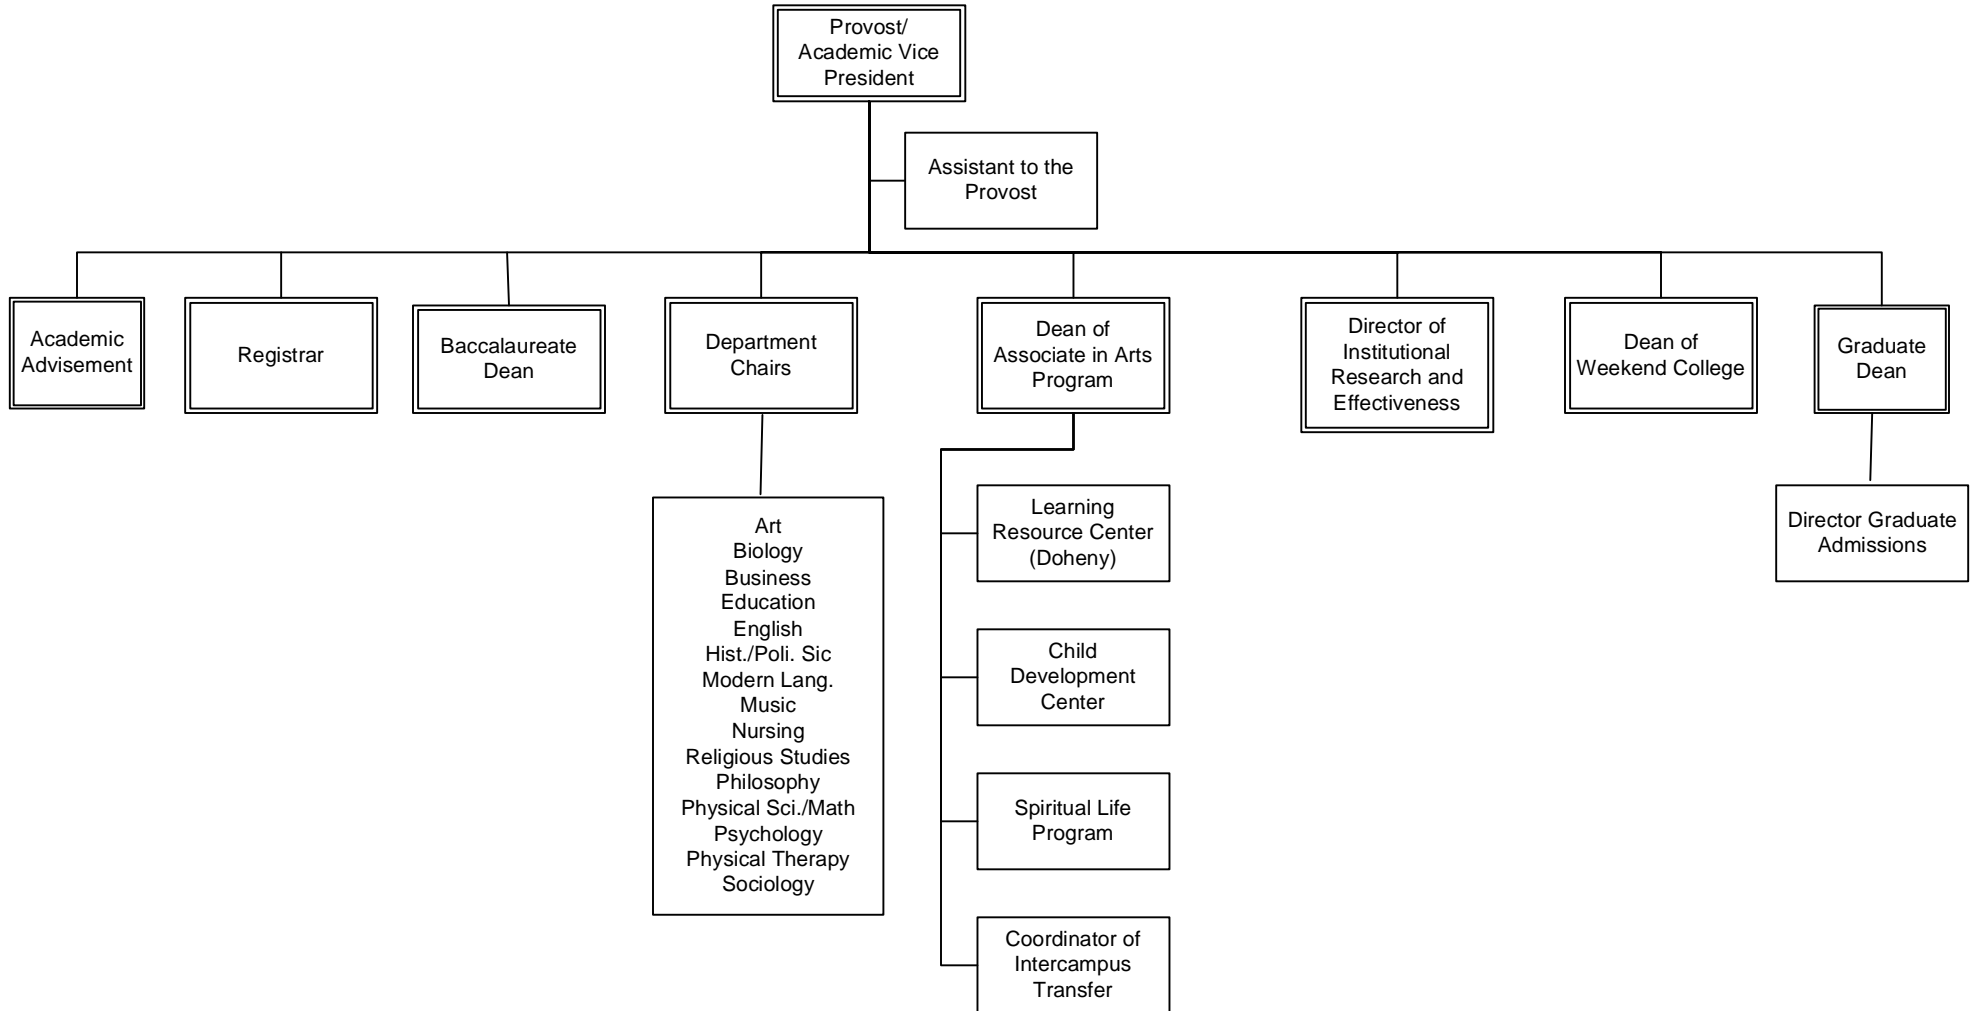 Provost/
Academic Vice
President
Assistant to the
Provost
Academic
Advisement
Registrar
Baccalaureate
Dean
Department
Chairs
Dean of
Associate in Arts
Program
Director of
Institutional
Research and
Effectiveness
Dean of
Weekend College
Graduate
Dean
Art
Biology
Business
Education
English
Hist./Poli. Sic
Modern Lang.
Music
Nursing
Religious Studies
Philosophy
Physical Sci./Math
Psychology
Physical Therapy
Sociology
Learning
Resource Center
(Doheny)
Child
Development
Center
Spiritual Life
Program
Coordinator of
Intercampus
Transfer
Director Graduate
Admissions